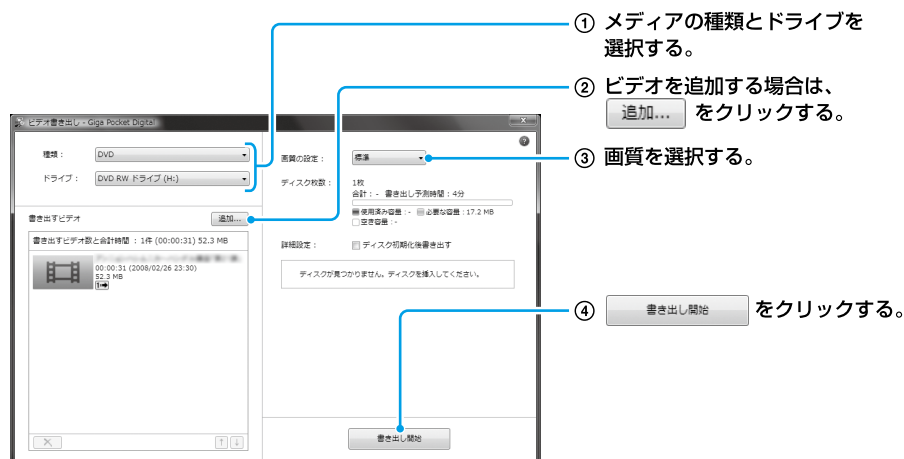 ① メディアの種類とドライブを
選択する。
② ビデオを追加する場合は、
追加... をクリックする。
③ 画質を選択する。
④ 書き出し開始 をクリックする。
ビデオ書き出し - Giga Pocket Digital
種類：
DVD
ドライブ：
DVD RW ドライブ (H:)
書き出すビデオ
追加...
書き出すビデオ数と合計時間 ： 1件 (00:00:31) 52.3 MB
00:00:31 (2008/02/26 23:30)
52.3 MB
1
画質の設定：
標準
ディスク枚数：
1枚
合計：- 書き出し予測時間：4分
使用済み容量：- 必要な容量：17.2 MB
空き容量：-
詳細設定：
ディスク初期化後書き出す
ディスクが見つかりません。ディスクを挿入してください。
書き出し開始